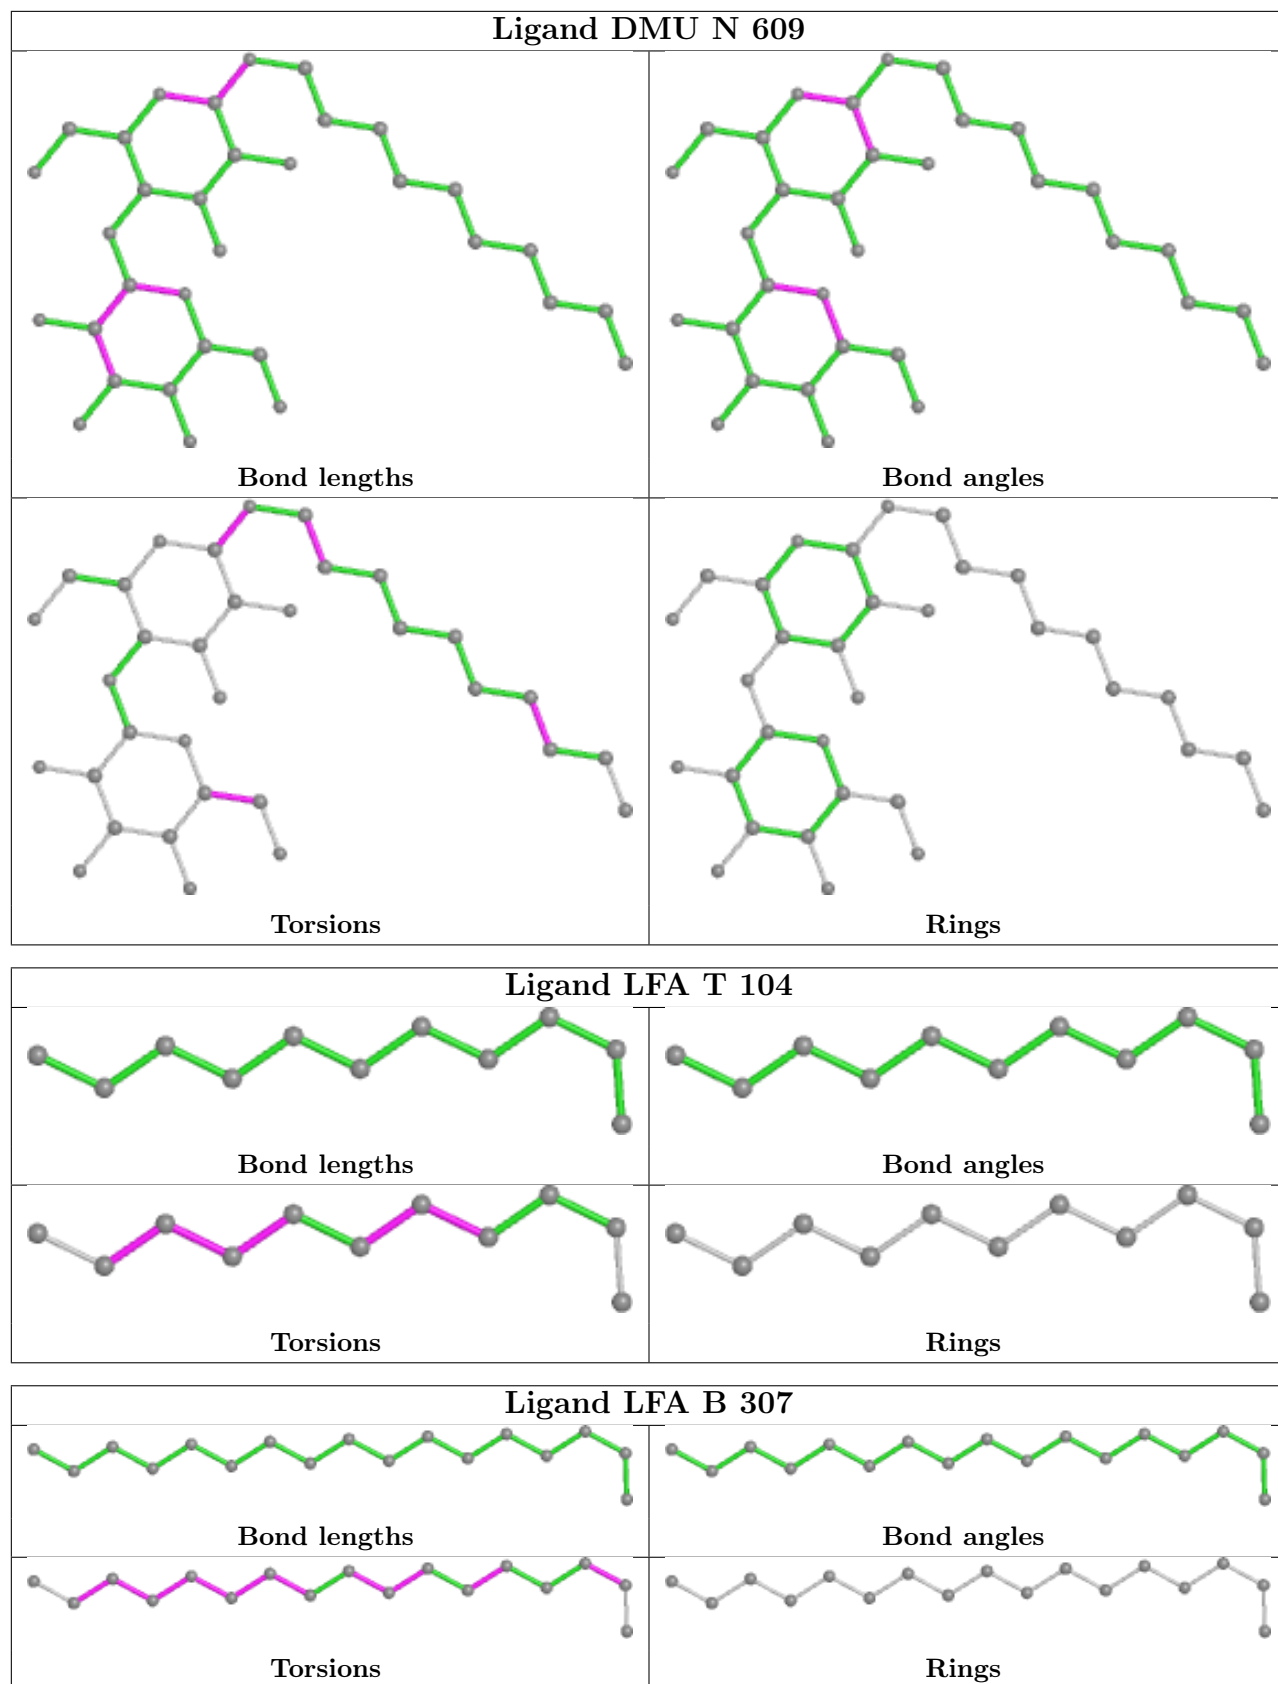 Ligand DMU N 609
Bond lengths
Bond angles
Torsions
Rings
Ligand LFA T 104
Bond lengths
Bond angles
Torsions
Rings
Ligand LFA B 307
Bond lengths
Bond angles
Torsions
Rings